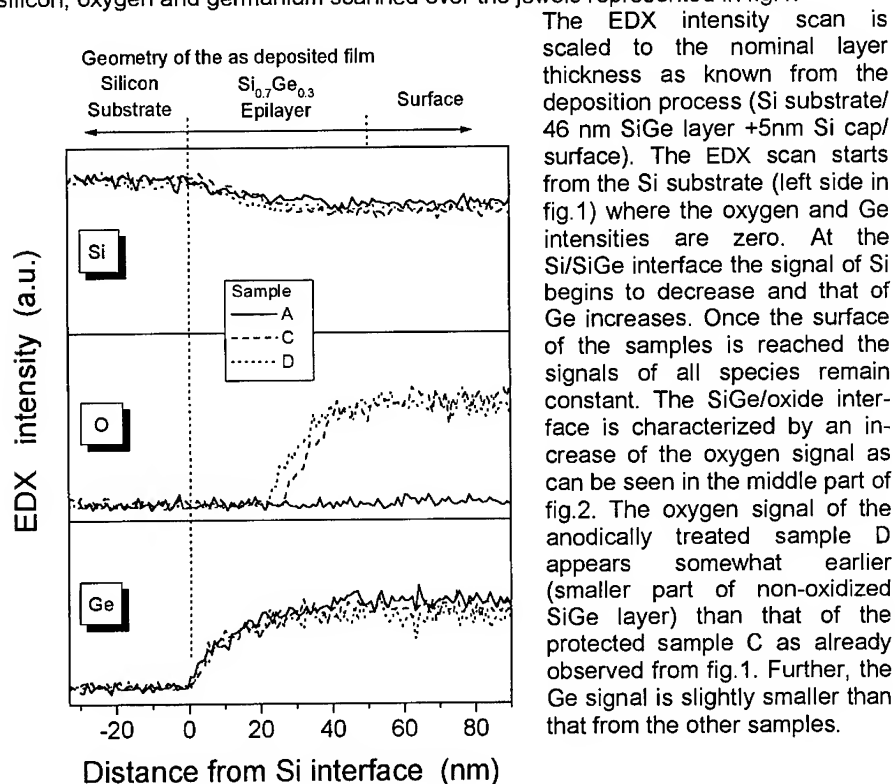 silicon, oxygen and germanium scanned over the
Geometry of the as deposited film
Silicon
Substrate
Si0.7Ge0.3
Epilayer
Surface
EDX intensity (a.u.)
Si
O
Ge
Sample
A
C
D
-20 0 20 40 60 80
Distance from Si interface (nm)
The EDX intensity scan is
scaled to the nominal layer
thickness as known from the
deposition process (Si substrate/
46 nm SiGe layer +5nm Si cap/
surface). The EDX scan starts
from the Si substrate (left side in
fig.1) where the oxygen and Ge
intensities are zero. At the
Si/SiGe interface the signal of Si
begins to decrease and that of
Ge increases. Once the surface
of the samples is reached the
signals of all species remain
constant. The SiGe/oxide inter-
face is characterized by an in-
crease of the oxygen signal as
can be seen in the middle part of
fig.2. The oxygen signal of the
anodically treated sample D
appears somewhat earlier
(smaller part of non-oxidized
SiGe layer) than that of the
protected sample C as already
observed from fig.1. Further, the
Ge signal is slightly smaller than
that from the other samples.